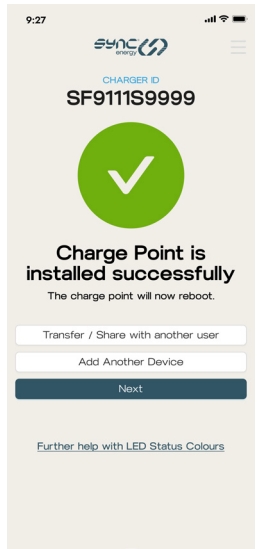 9:27
sync
energy
CHARGER ID
SF9111S9999
Charge Point is
installed successfully
The charge point will now reboot.
Transfer / Share with another user
Add Another Device
Next
Further help with LED Status Colours